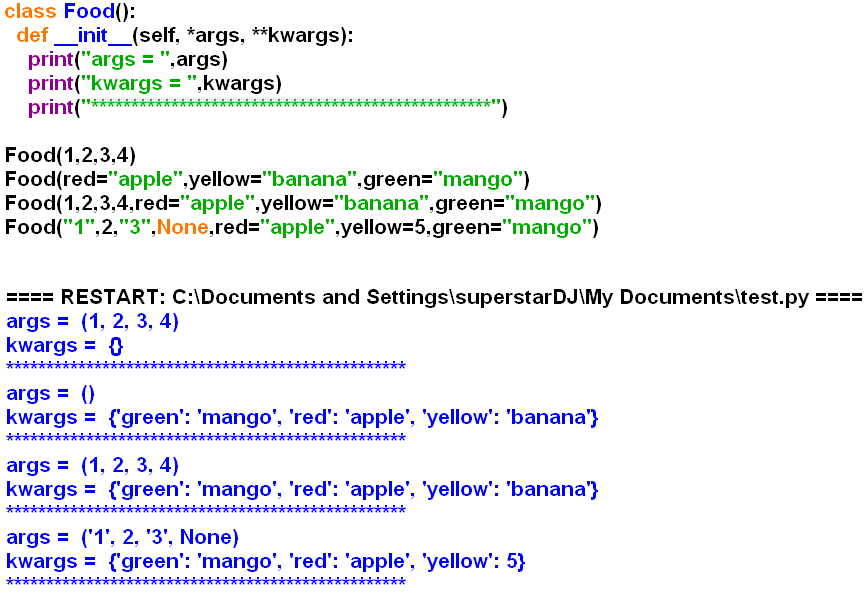 class Food():
  def __init__(self, *args, **kwargs):
    print("args = ",args)
    print("kwargs = ",kwargs)
    print("**************************************************")
Food(1,2,3,4)
Food(red="apple",yellow="banana",green="mango")
Food(1,2,3,4,red="apple",yellow="banana",green="mango")
Food("1",2,"3",None,red="apple",yellow=5,green="mango")
==== RESTART: C:\Documents and Settings\superstarDJ\My Documents\test.py ====
args =  (1, 2, 3, 4)
kwargs =  {}
**************************************************
args =  ()
kwargs =  {'green': 'mango', 'red': 'apple', 'yellow': 'banana'}
**************************************************
args =  (1, 2, 3, 4)
kwargs =  {'green': 'mango', 'red': 'apple', 'yellow': 'banana'}
**************************************************
args =  ('1', 2, '3', None)
kwargs =  {'green': 'mango', 'red': 'apple', 'yellow': 5}
**************************************************